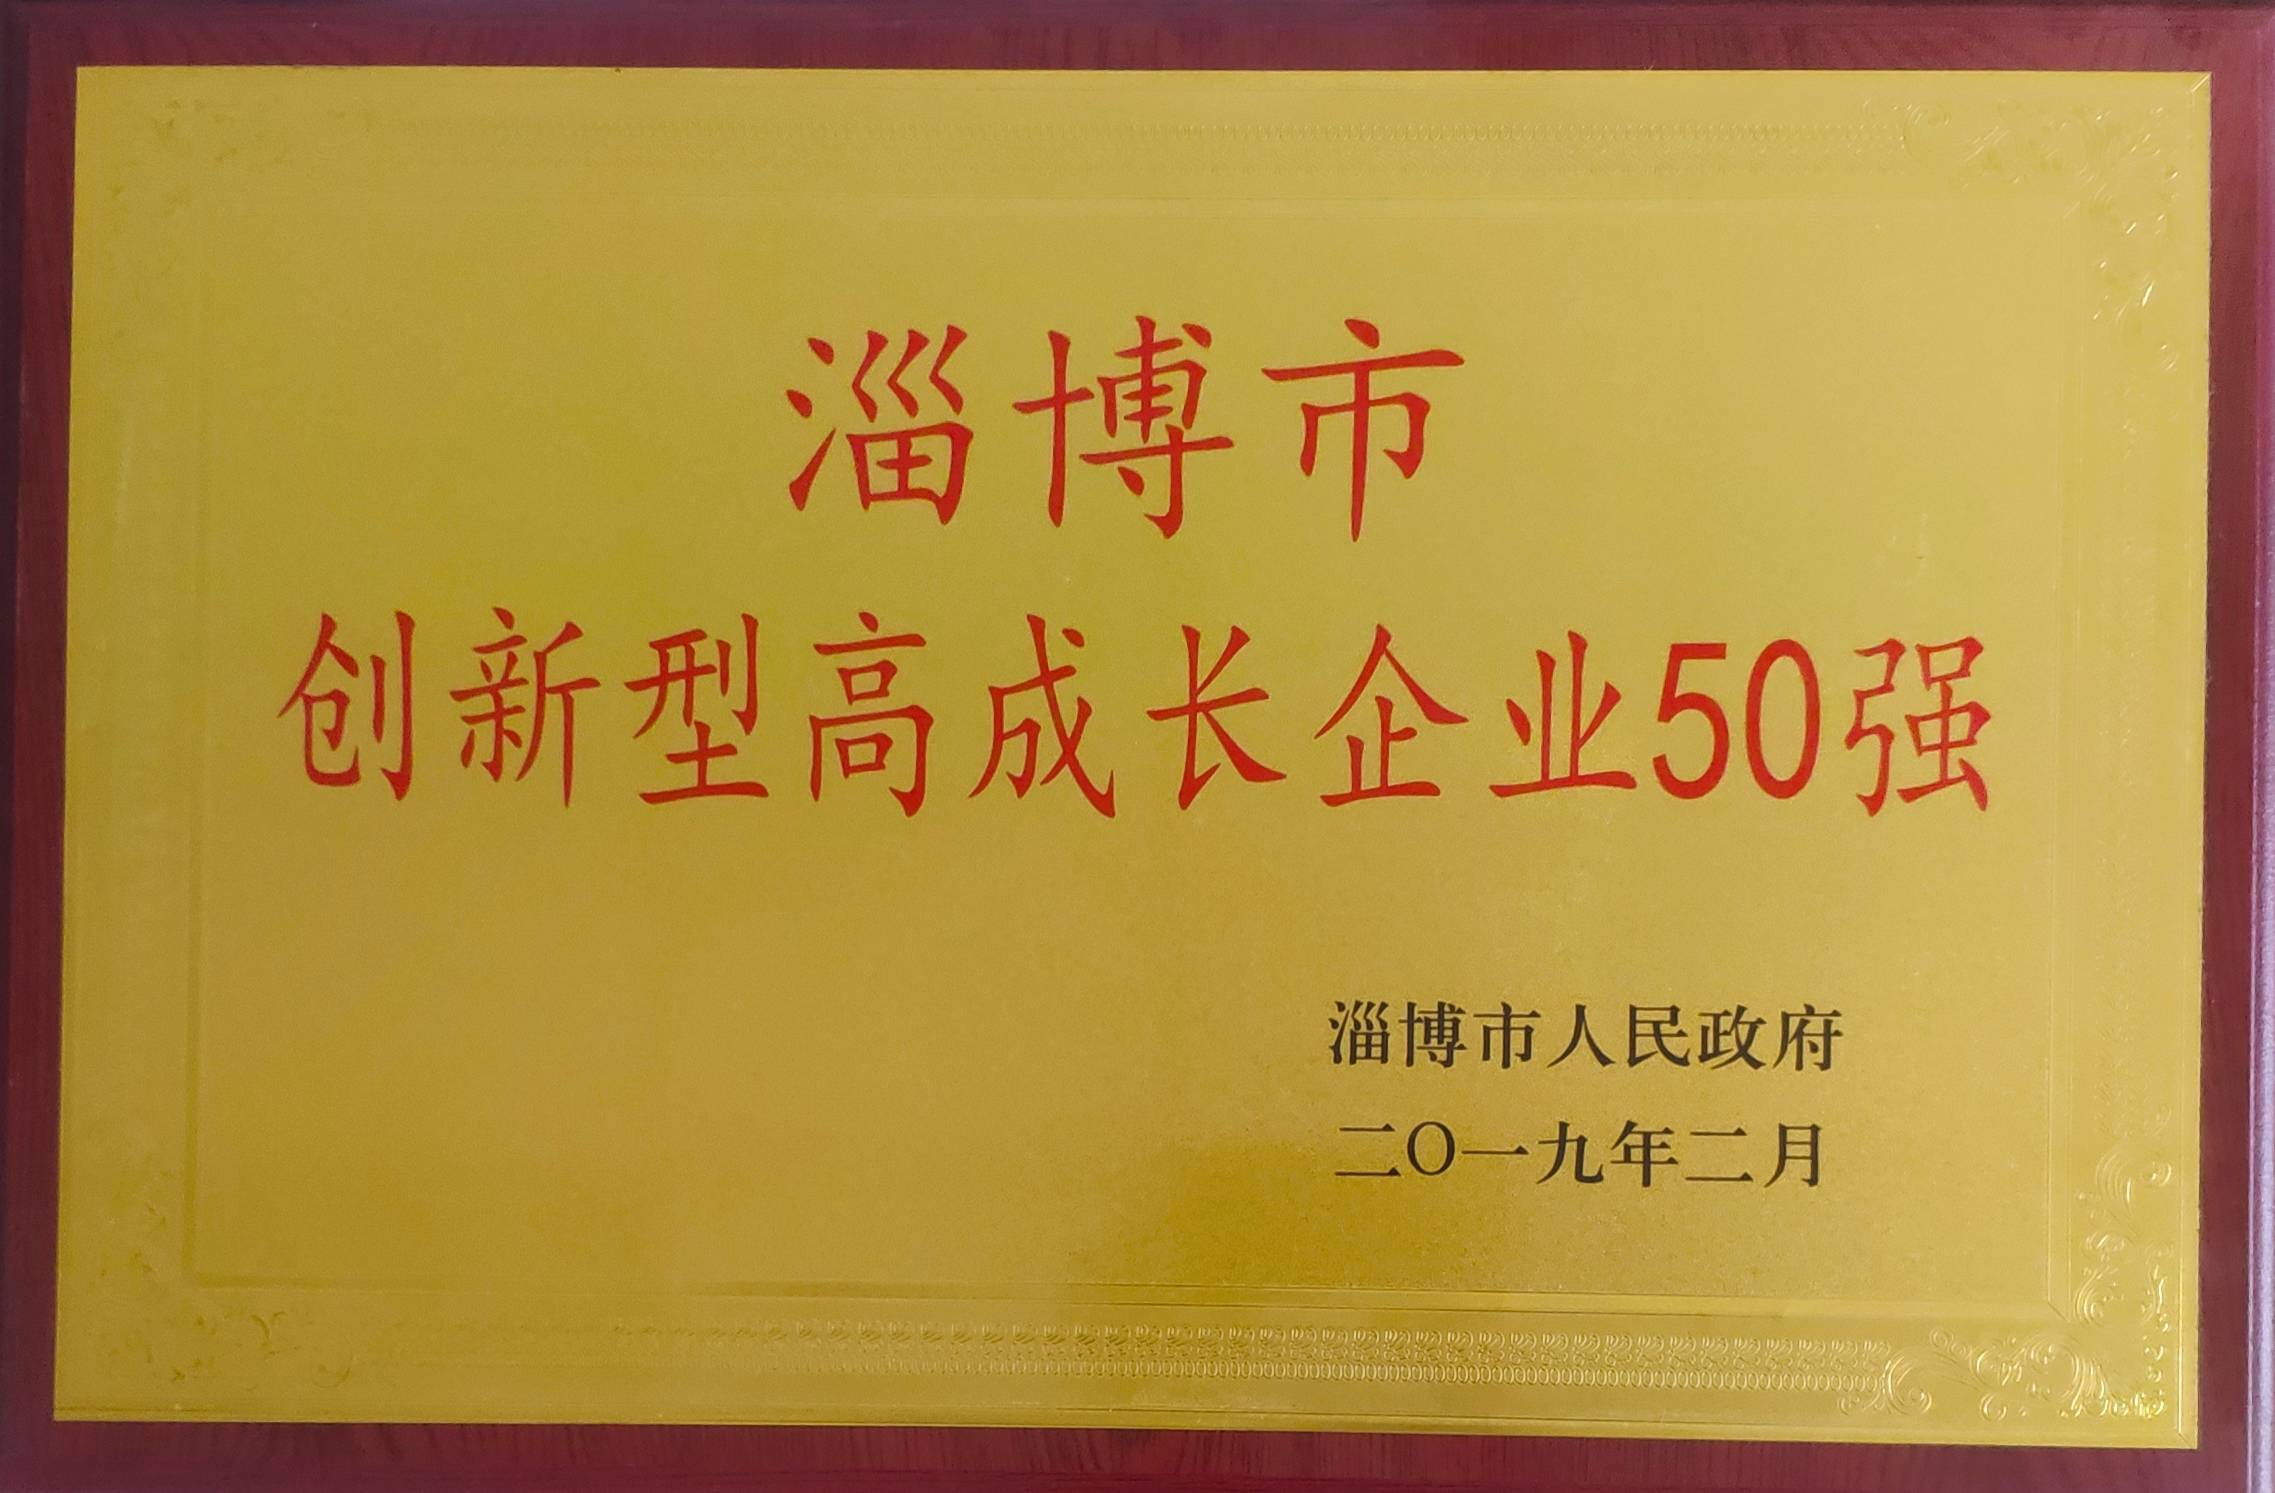 淄博市
创新型高成长企业50强
淄博市人民政府
二〇一九年二月